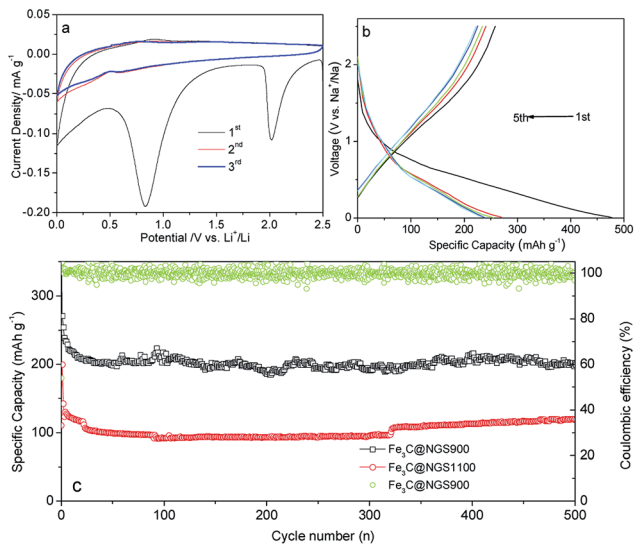 a
0.05
0.00
-0.05
-0.10
-0.15
-0.20
Current Density/ mA g⁻¹
1ˢᵗ
2ⁿᵈ
3ʳᵈ
0.0 0.5 1.0 1.5 2.0 2.5
Potential /V vs. Li⁺/Li
b
2
1
0
Voltage (V vs. Na⁺/Na)
5th 1st
0 100 200 300 400 500
Specific Capacity (mAh g⁻¹)
300
200
100
0
Specific Capacity (mAh g⁻¹)
100
80
60
40
20
0
Coulombic efficiency (%)
Fe₃C@NGS900
Fe₃C@NGS1100
Fe₃C@NGS900
c
0 100 200 300 400 500
Cycle number (n)